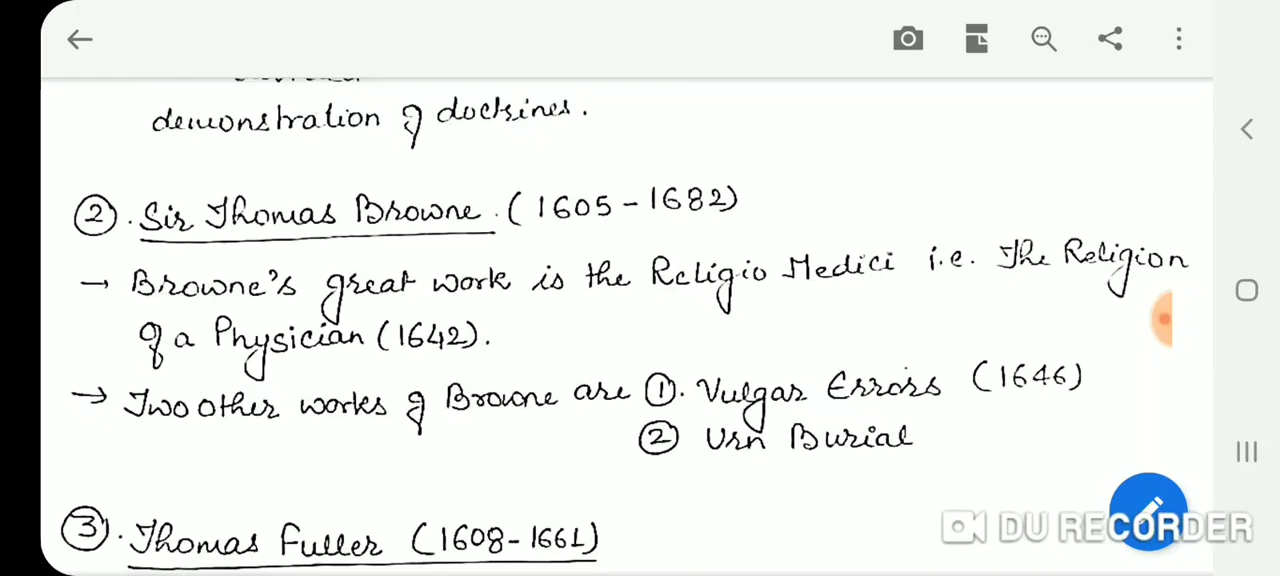 demonstration of doctrines.
②. Sir Thomas Browne. (1605-1682)
→ Browne's great work is the Religio Medici i.e. The Religion
of a Physician (1642).
→ Two other works of Browne are ①. Vulgar Errors (1646)
② Urn Burial
③. Thomas Fuller (1608-1661)
DU RECORDER